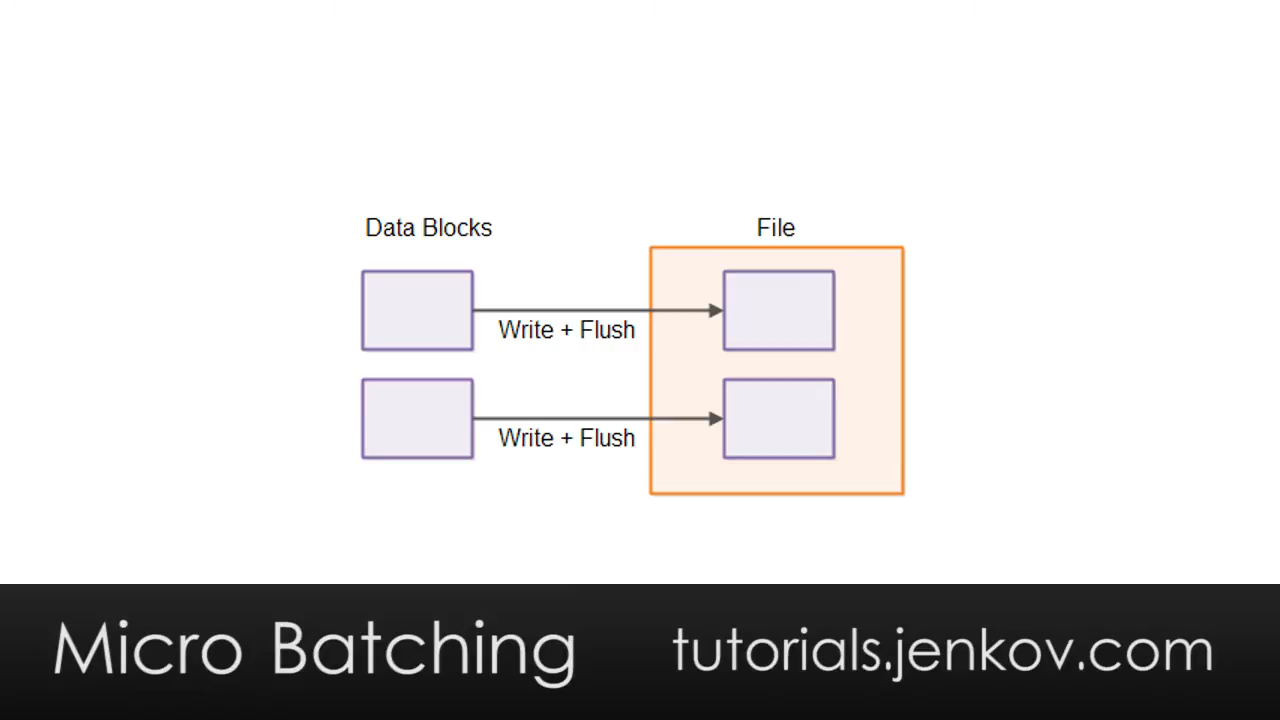 Data Blocks
File
Write + Flush
Write + Flush
Micro Batching
tutorials.jenkov.com